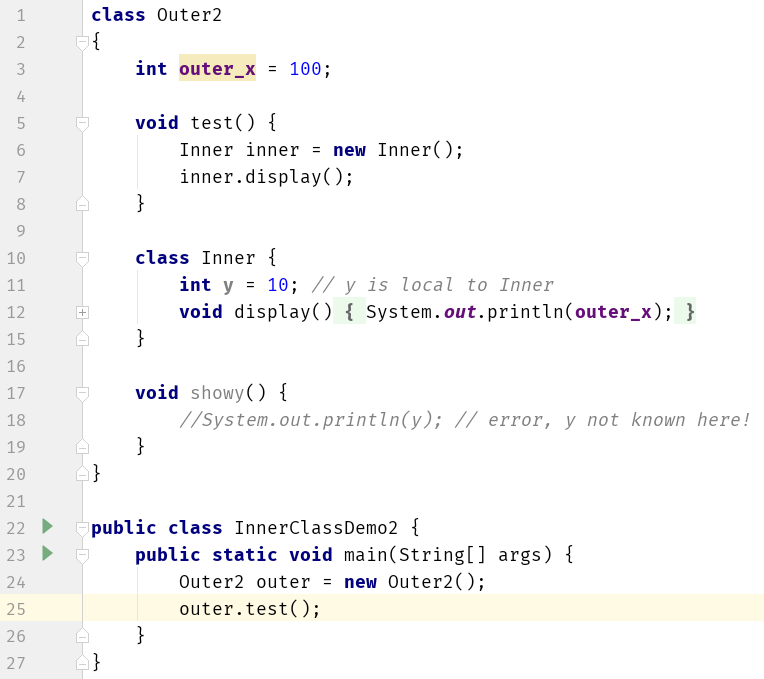 1 class Outer2
2 {
3     int outer_x = 100;
4
5     void test() {
6         Inner inner = new Inner();
7         inner.display();
8     }
9
10     class Inner {
11         int y = 10; // y is local to Inner
12         void display() { System.out.println(outer_x); }
15     }
16
17     void showy() {
18         //System.out.println(y); // error, y not known here!
19     }
20 }
21
22 public class InnerClassDemo2 {
23     public static void main(String[] args) {
24         Outer2 outer = new Outer2();
25         outer.test();
26     }
27 }